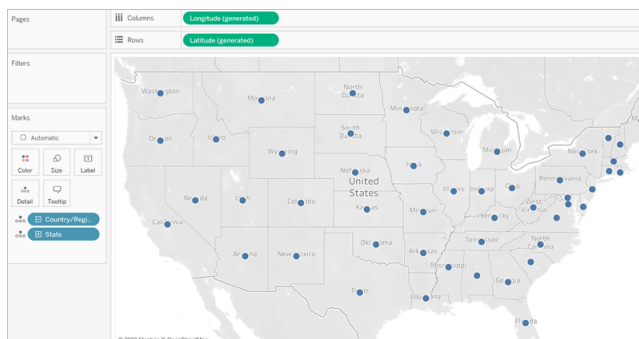 Pages
Columns
Longitude (generated)
Rows
Latitude (generated)
Filters
Marks
Automatic
Color
Size
Label
Detail
Tooltip
Country/Regi..
State
Washington
Montana
North
Dakota
Minnesota
Oregon
Idaho
South
Dakota
Wisconsin
Wyoming
Michigan
New York
Nebraska
Iowa
United
States
Pennsylvania
Nevada
Utah
Colorado
Kansas
Illinois
Indiana
Ohio
West
Virginia
Missouri
Kentucky
California
Oklahoma
Tennessee
North
Carolina
Arizona
New Mexico
Arkansas
Mississippi
Georgia
Texas
Louisiana
Florida